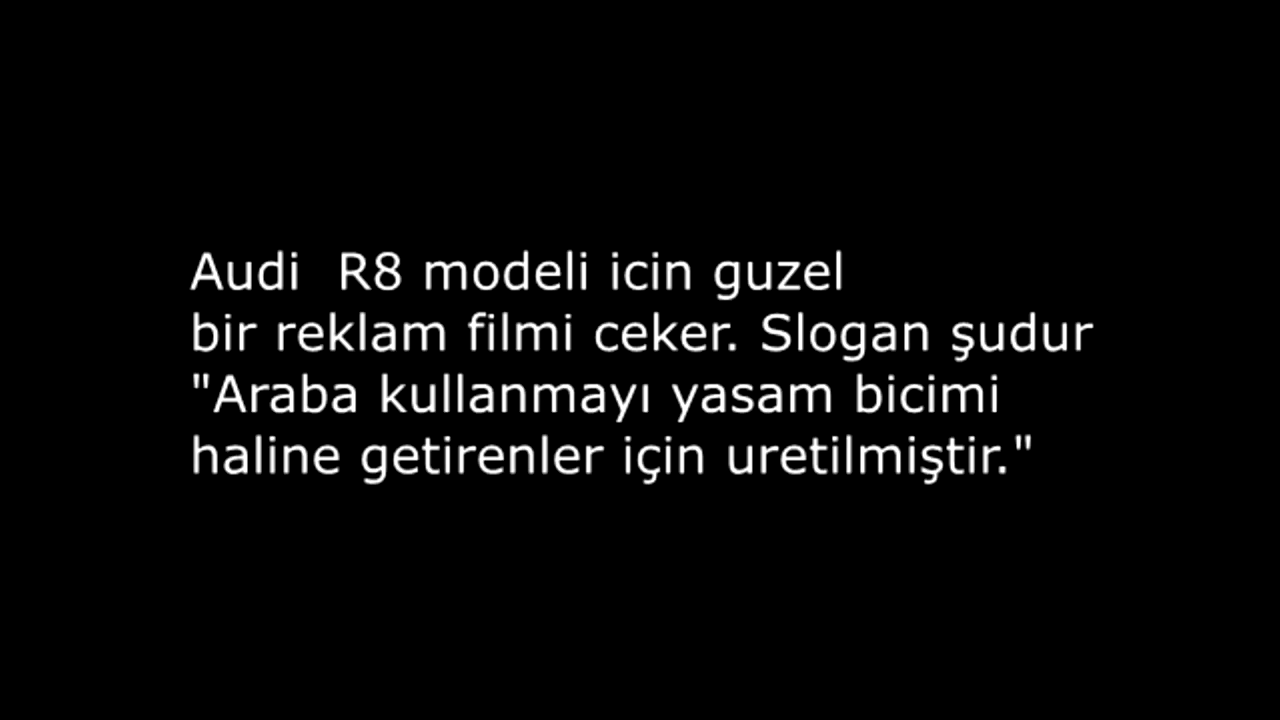 Audi  R8 modeli icin guzel
bir reklam filmi ceker. Slogan şudur
"Araba kullanmayı yasam bicimi
haline getirenler için uretilmiştir."